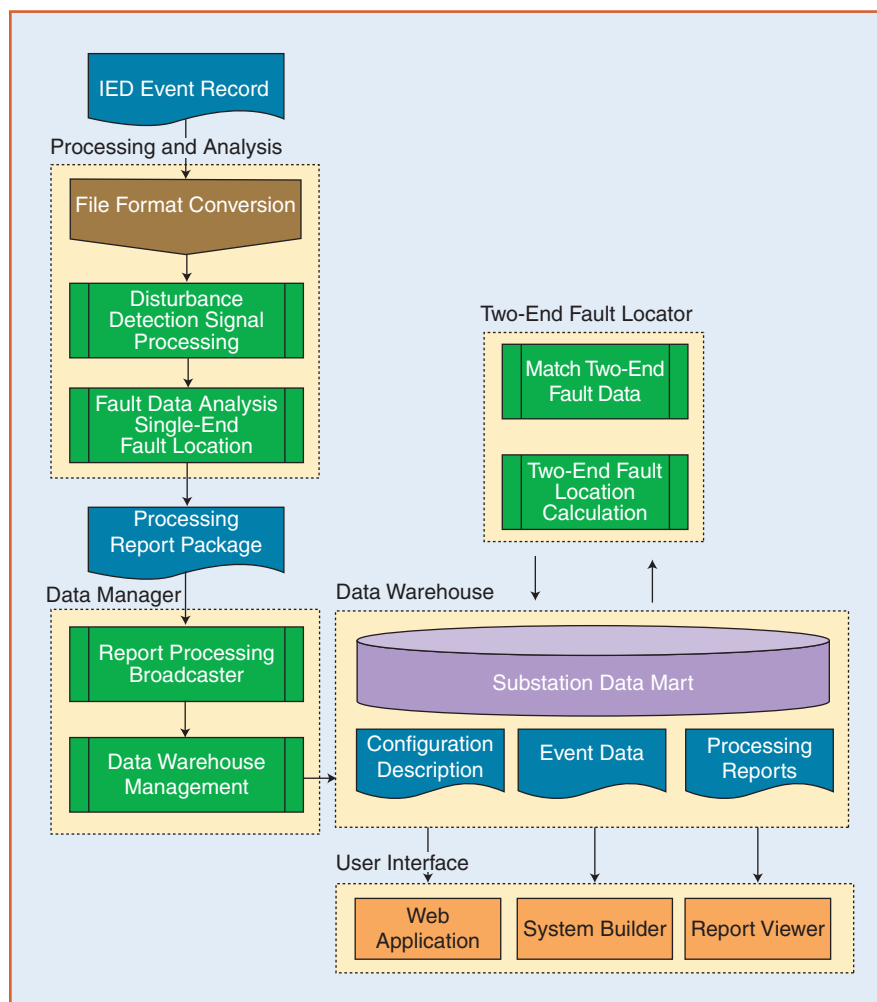 IED Event Record
Processing and Analysis
File Format Conversion
Disturbance
Detection Signal
Processing
Fault Data Analysis
Single-End
Fault Location
Processing
Report Package
Data Manager
Report Processing
Broadcaster
Data Warehouse
Management
Two-End Fault Locator
Match Two-End
Fault Data
Two-End Fault
Location
Calculation
Data Warehouse
Substation Data Mart
Configuration
Description
Event Data
Processing
Reports
User Interface
Web
Application
System Builder
Report Viewer